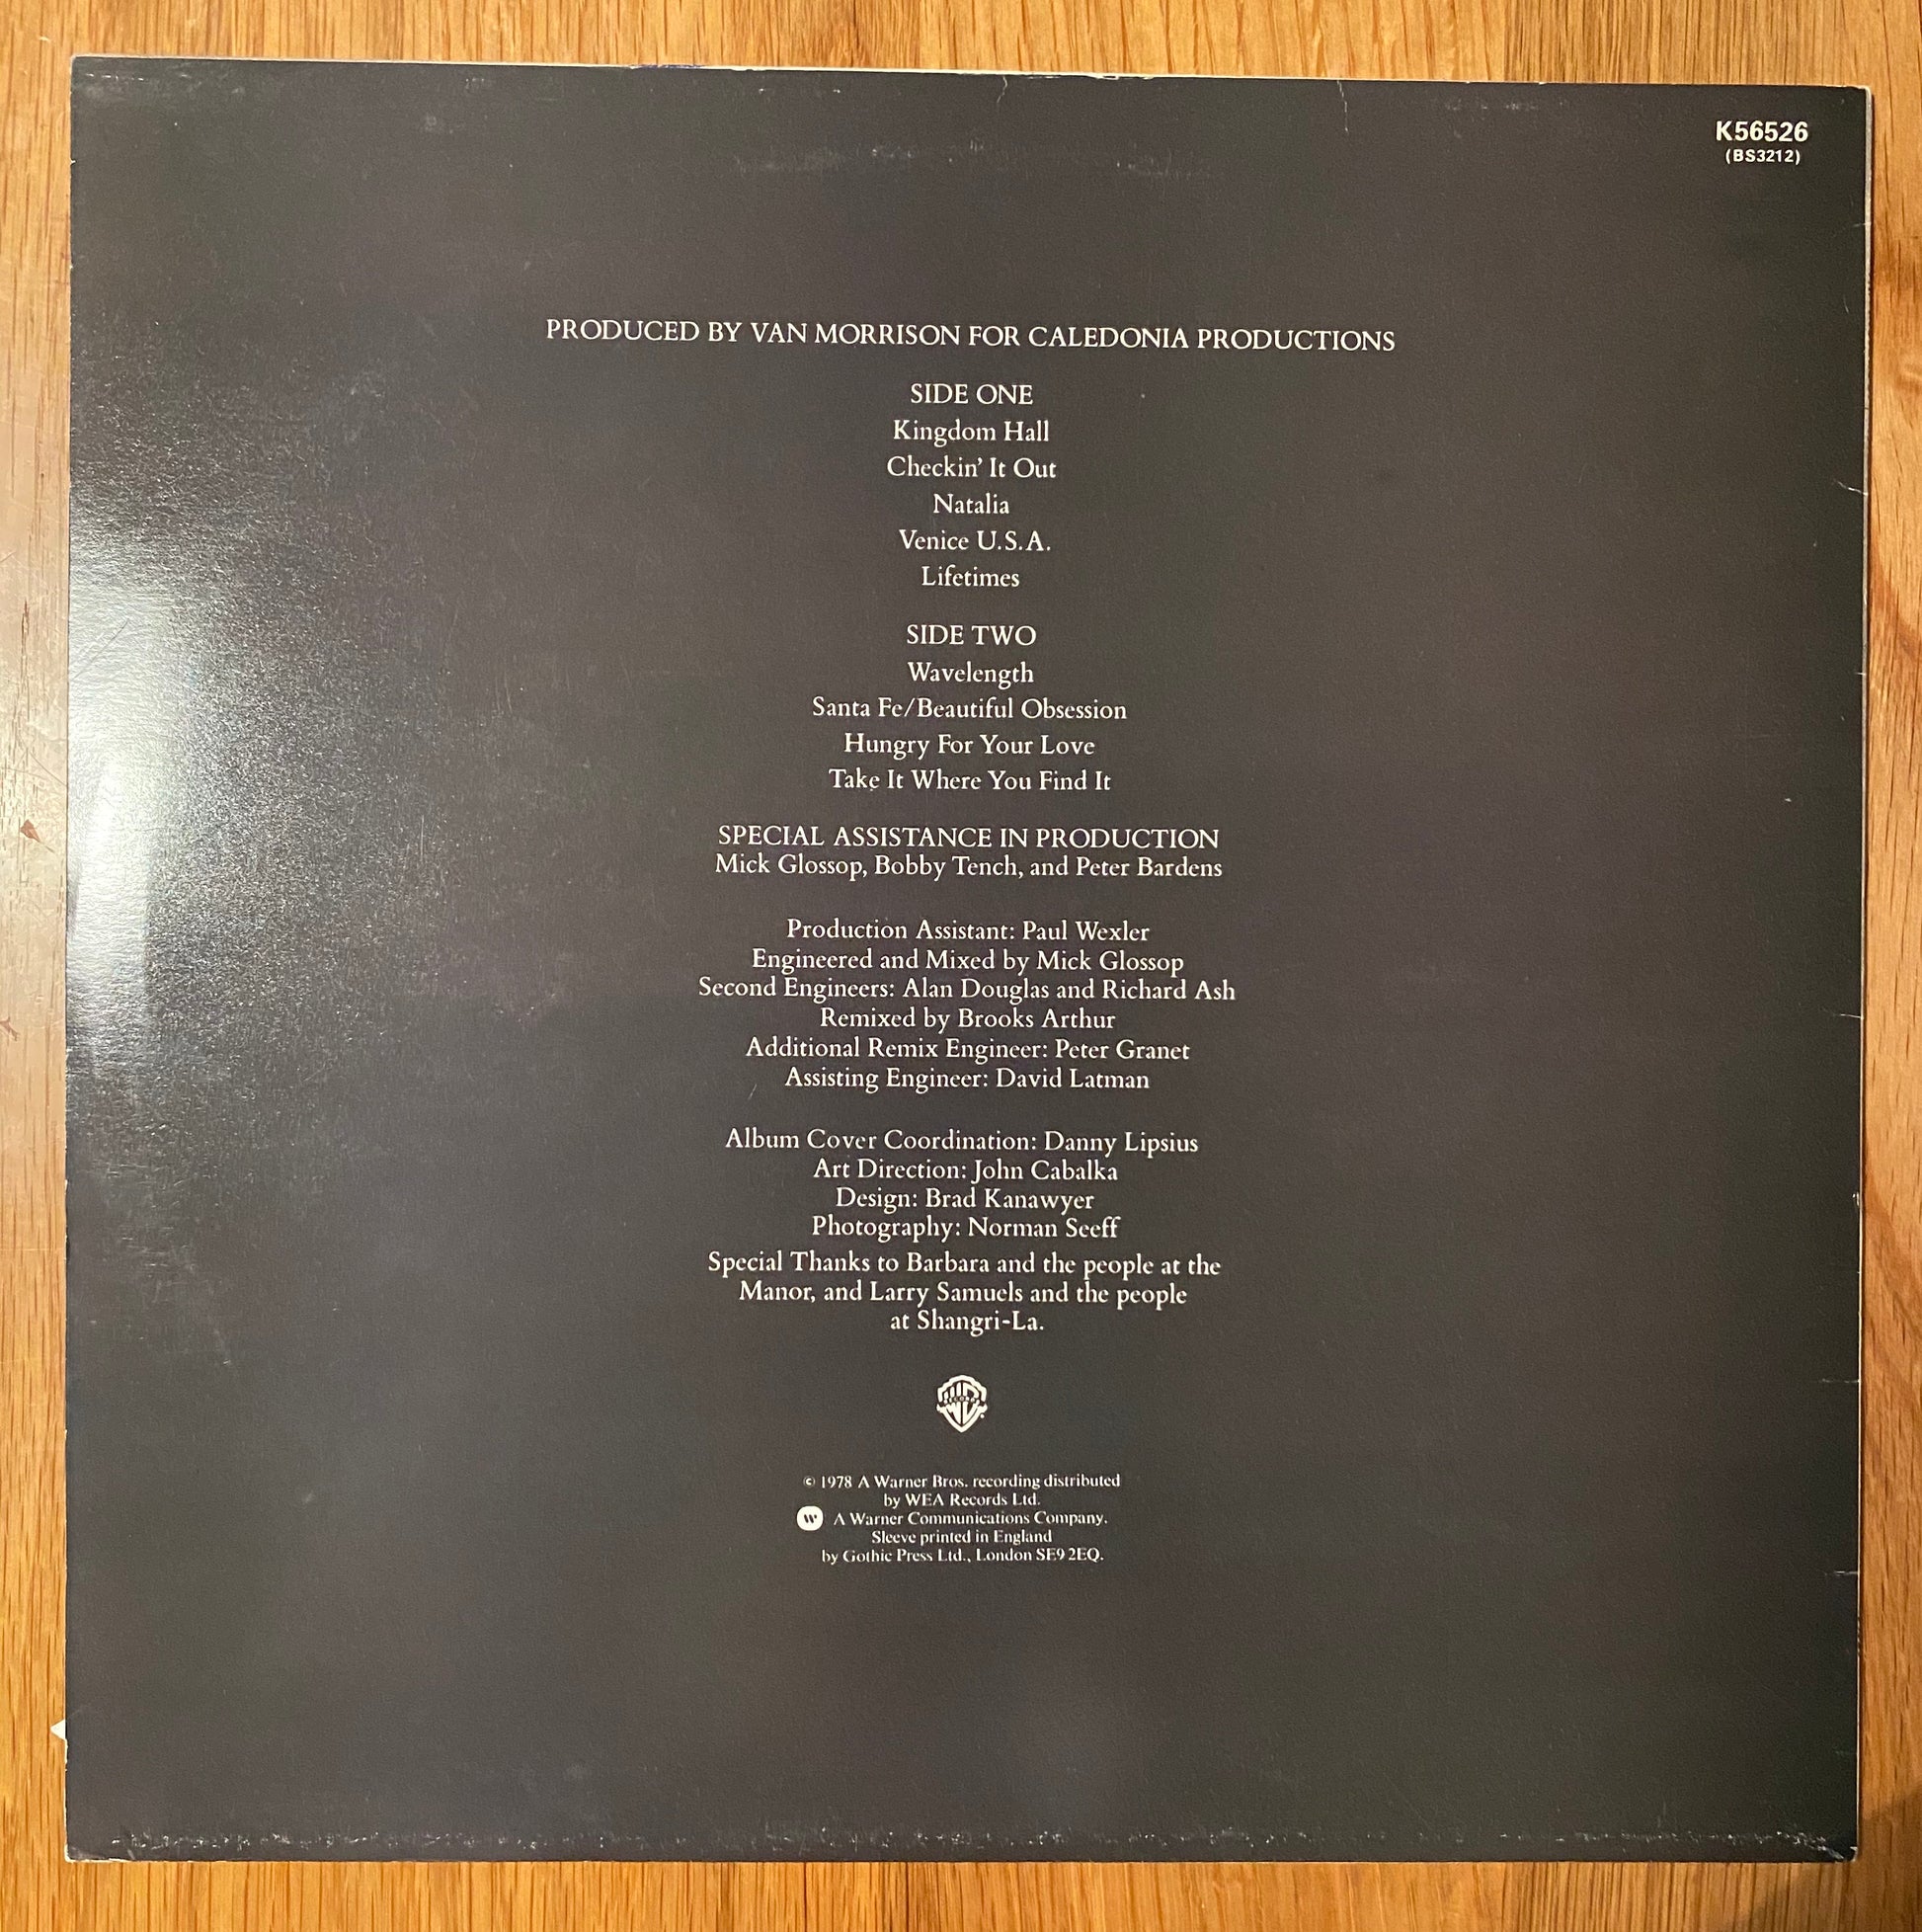 K56526
(BS3212)
PRODUCED BY VAN MORRISON FOR CALEDONIA PRODUCTIONS
SIDE ONE
Kingdom Hall
Checkin' It Out
Natalia
Venice U.S.A.
Lifetimes
SIDE TWO
Wavelength
Santa Fe/Beautiful Obsession
Hungry For Your Love
Take It Where You Find It
SPECIAL ASSISTANCE IN PRODUCTION
Mick Glossop, Bobby Tench, and Peter Bardens
Production Assistant: Paul Wexler
Engineered and Mixed by Mick Glossop
Second Engineers: Alan Douglas and Richard Ash
Remixed by Brooks Arthur
Additional Remix Engineer: Peter Granet
Assisting Engineer: David Latman
Album Cover Coordination: Danny Lipsius
Art Direction: John Cabalka
Design: Brad Kanawyer
Photography: Norman Seeff
Special Thanks to Barbara and the people at the
Manor, and Larry Samuels and the people
at Shangri-La.
WB
RECORDS
© 1978 A Warner Bros. recording distributed
by WEA Records Ltd.
W A Warner Communications Company.
Sleeve printed in England
by Gothic Press Ltd., London SE9 2EQ.